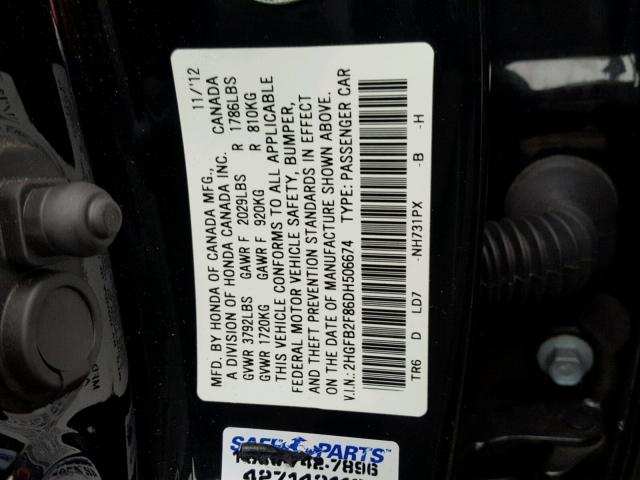 MFD. BY HONDA OF CANADA MFG., 11/'12
A DIVISION OF HONDA CANADA INC. CANADA
GVWR 3792LBS GAWR F 2029LBS R 1786LBS
GVWR 1720KG GAWR F 920KG R 810KG
THIS VEHICLE CONFORMS TO ALL APPLICABLE
FEDERAL MOTOR VEHICLE SAFETY, BUMPER,
AND THEFT PREVENTION STANDARDS IN EFFECT
ON THE DATE OF MANUFACTURE SHOWN ABOVE.
V.I.N.: 2HGFB2F86DH506674 TYPE: PASSENGER CAR
TR6 D LD7 -NH731PX -B -H
SAFE PARTS